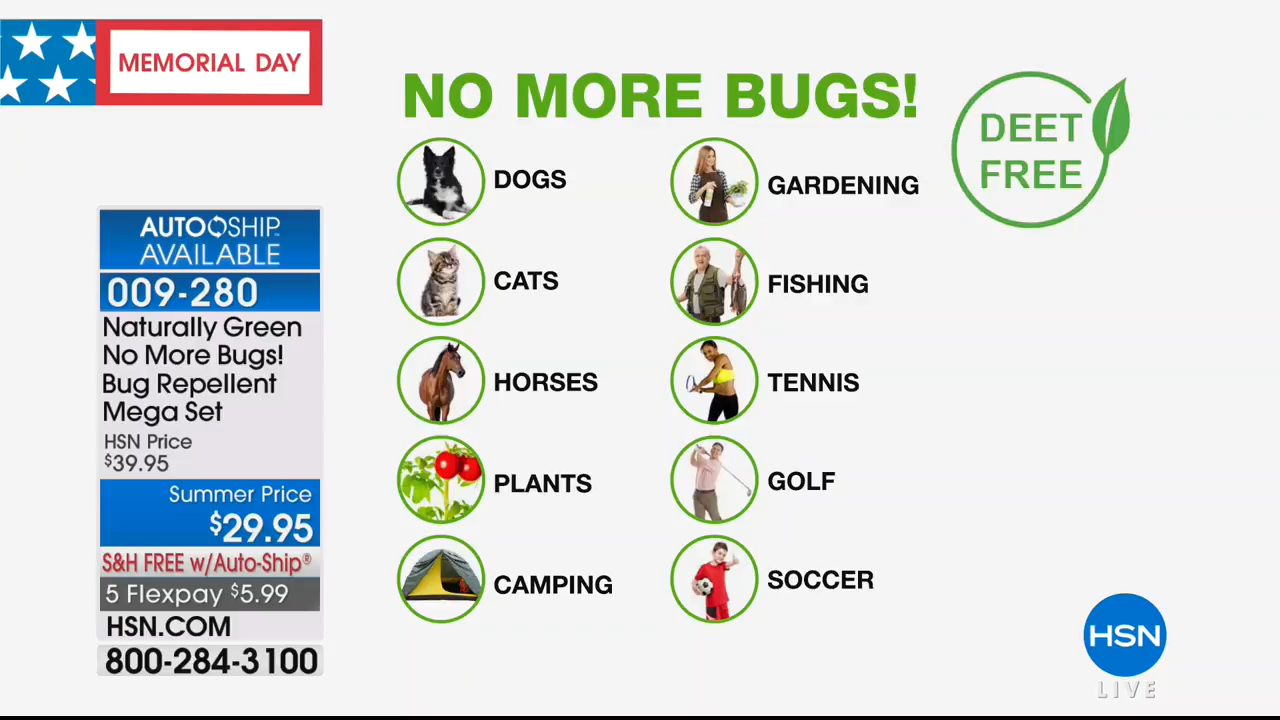 MEMORIAL DAY
NO MORE BUGS!
DEET
FREE
DOGS
CATS
HORSES
PLANTS
CAMPING
GARDENING
FISHING
TENNIS
GOLF
SOCCER
AUTOSHIP™
AVAILABLE
009-280
Naturally Green
No More Bugs!
Bug Repellent
Mega Set
HSN Price
$39.95
Summer Price
$29.95
S&H FREE w/Auto-Ship®
5 Flexpay $5.99
HSN.COM
800-284-3100
HSN
LIVE